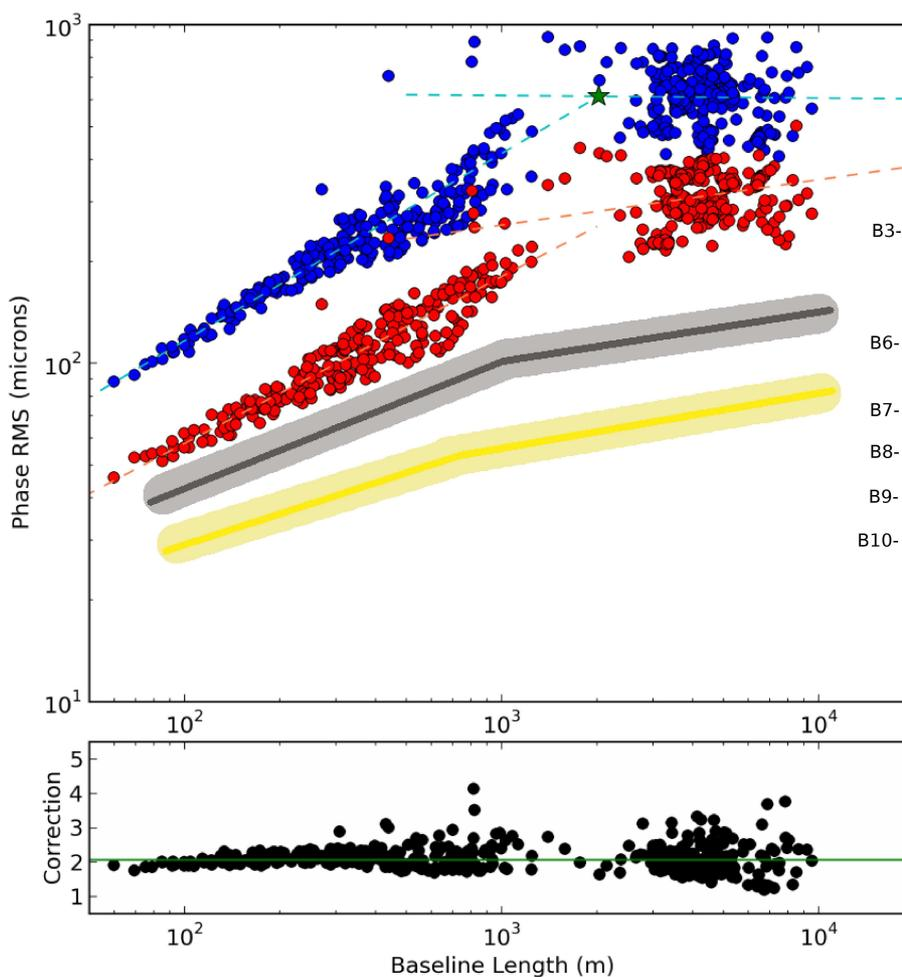 10³
Phase RMS (microns)
B3-
B6-
10²
B7-
B8-
B9-
B10-
10¹
10² 10³ 10⁴
Correction
5
4
3
2
1
10² 10³ 10⁴
Baseline Length (m)